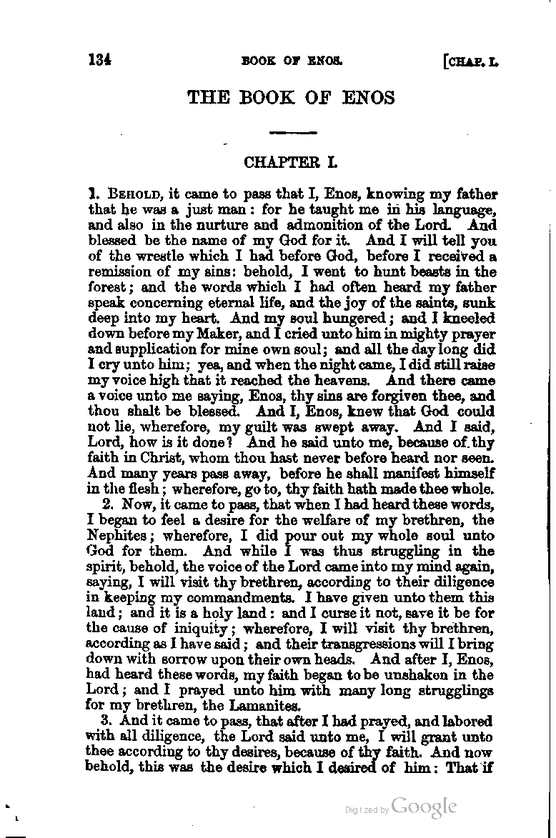 134 BOOK OF ENOS. [CHAP. I.
THE BOOK OF ENOS
CHAPTER I.
1. BEHOLD, it came to pass that I, Enos, knowing my father
that he was a just man: for he taught me in his language,
and also in the nurture and admonition of the Lord. And
blessed be the name of my God for it. And I will tell you
of the wrestle which I had before God, before I received a
remission of my sins: behold, I went to hunt beasts in the
forest; and the words which I had often heard my father
speak concerning eternal life, and the joy of the saints, sunk
deep into my heart. And my soul hungered; and I kneeled
down before my Maker, and I cried unto him in mighty prayer
and supplication for mine own soul; and all the day long did
I cry unto him; yea, and when the night came, I did still raise
my voice high that it reached the heavens. And there came
a voice unto me saying, Enos, thy sins are forgiven thee, and
thou shalt be blessed. And I, Enos, knew that God could
not lie, wherefore, my guilt was swept away. And I said,
Lord, how is it done? And he said unto me, because of thy
faith in Christ, whom thou hast never before heard nor seen.
And many years pass away, before he shall manifest himself
in the flesh; wherefore, go to, thy faith hath made thee whole.
2. Now, it came to pass, that when I had heard these words,
I began to feel a desire for the welfare of my brethren, the
Nephites; wherefore, I did pour out my whole soul unto
God for them. And while I was thus struggling in the
spirit, behold, the voice of the Lord came into my mind again,
saying, I will visit thy brethren, according to their diligence
in keeping my commandments. I have given unto them this
land; and it is a holy land: and I curse it not, save it be for
the cause of iniquity; wherefore, I will visit thy brethren,
according as I have said; and their transgressions will I bring
down with sorrow upon their own heads. And after I, Enos,
had heard these words, my faith began to be unshaken in the
Lord; and I prayed unto him with many long strugglings
for my brethren, the Lamanites.
3. And it came to pass, that after I had prayed, and labored
with all diligence, the Lord said unto me, I will grant unto
thee according to thy desires, because of thy faith. And now
behold, this was the desire which I desired of him: That if
Digitized by Google